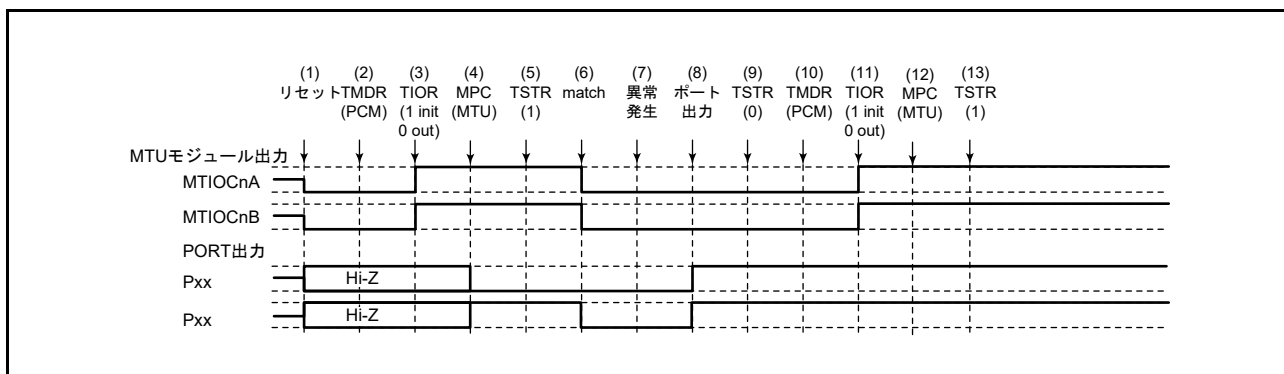 (1) (2) (3) (4) (5) (6) (7) (8) (9) (10) (11) (12) (13)
リセット TMDR TIOR MPC TSTR match 異常 ポート TSTR TMDR TIOR MPC TSTR
(PCM) (1 init (MTU) (1) 発生 出力 (0) (PCM) (1 init (MTU) (1)
0 out) 0 out)
MTUモジュール出力
MTIOCnA
MTIOCnB
PORT出力
Pxx Hi-Z
Pxx Hi-Z